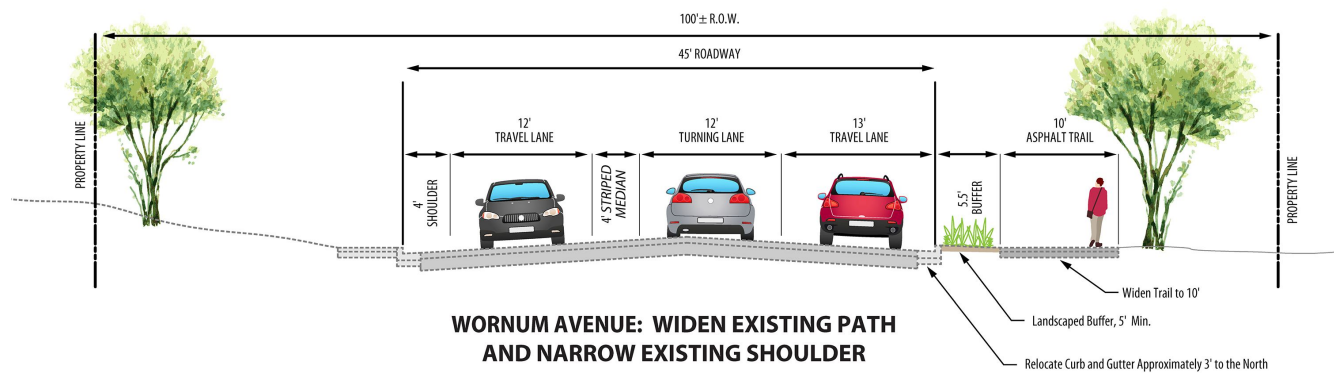 100'± R.O.W.
45' ROADWAY
12'
TRAVEL LANE
12'
TURNING LANE
13'
TRAVEL LANE
10'
ASPHALT TRAIL
PROPERTY LINE
4'
SHOULDER
4' STRIPED
MEDIAN
5.5'
BUFFER
PROPERTY LINE
Widen Trail to 10'
Landscaped Buffer, 5' Min.
Relocate Curb and Gutter Approximately 3' to the North
WORNUM AVENUE: WIDEN EXISTING PATH
AND NARROW EXISTING SHOULDER